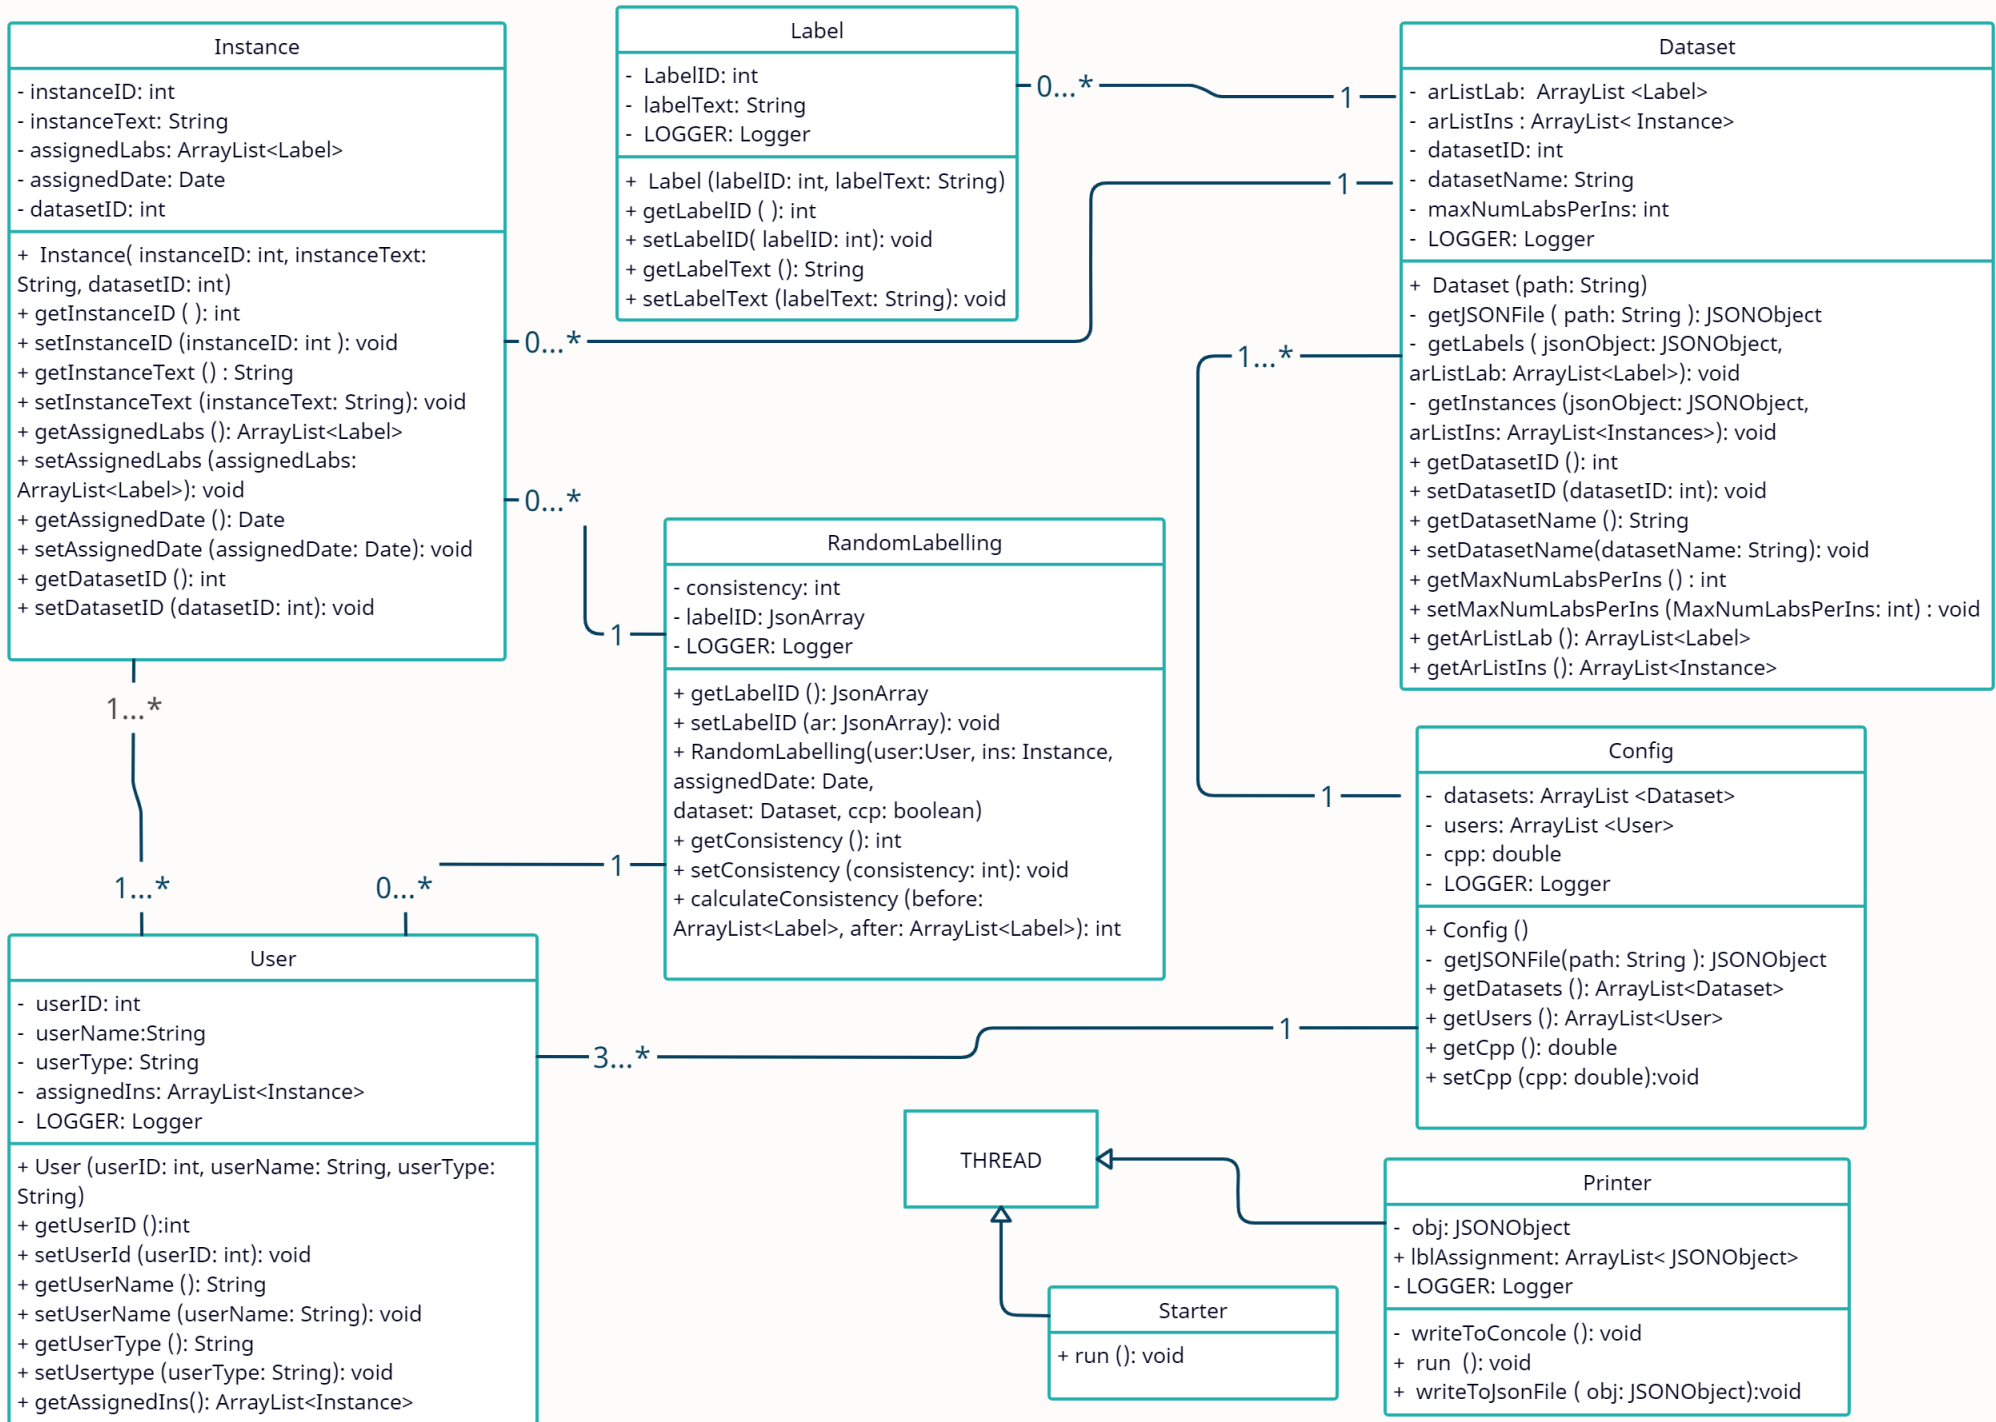 Instance
- instanceID: int
- instanceText: String
- assignedLabs: ArrayList<Label>
- assignedDate: Date
- datasetID: int
+  Instance( instanceID: int, instanceText:
String, datasetID: int)
+ getInstanceID ( ): int
+ setInstanceID (instanceID: int ): void
+ getInstanceText () : String
+ setInstanceText (instanceText: String): void
+ getAssignedLabs (): ArrayList<Label>
+ setAssignedLabs (assignedLabs:
ArrayList<Label>): void
+ getAssignedDate (): Date
+ setAssignedDate (assignedDate: Date): void
+ getDatasetID (): int
+ setDatasetID (datasetID: int): void
Label
-  LabelID: int
-  labelText: String
-  LOGGER: Logger
+  Label (labelID: int, labelText: String)
+ getLabelID ( ): int
+ setLabelID( labelID: int): void
+ getLabelText (): String
+ setLabelText (labelText: String): void
0...*
1
0...*
1
Dataset
-  arListLab:  ArrayList <Label>
-  arListIns : ArrayList< Instance>
-  datasetID: int
-  datasetName: String
-  maxNumLabsPerIns: int
-  LOGGER: Logger
+  Dataset (path: String)
-  getJSONFile ( path: String ): JSONObject
-  getLabels ( jsonObject: JSONObject,
arListLab: ArrayList<Label>): void
-  getInstances (jsonObject: JSONObject,
arListIns: ArrayList<Instances>): void
+ getDatasetID (): int
+ setDatasetID (datasetID: int): void
+ getDatasetName (): String
+ setDatasetName(datasetName: String): void
+ getMaxNumLabsPerIns () : int
+ setMaxNumLabsPerIns (MaxNumLabsPerIns: int) : void
+ getArListLab (): ArrayList<Label>
+ getArListIns (): ArrayList<Instance>
1...*
1
0...*
1
RandomLabelling
- consistency: int
- labelID: JsonArray
- LOGGER: Logger
+ getLabelID (): JsonArray
+ setLabelID (ar: JsonArray): void
+ RandomLabelling(user:User, ins: Instance,
assignedDate: Date,
dataset: Dataset, ccp: boolean)
+ getConsistency (): int
+ setConsistency (consistency: int): void
+ calculateConsistency (before:
ArrayList<Label>, after: ArrayList<Label>): int
1...*
1...*
0...*
1
Config
-  datasets: ArrayList <Dataset>
-  users: ArrayList <User>
-  cpp: double
-  LOGGER: Logger
+ Config ()
-  getJSONFile(path: String ): JSONObject
+ getDatasets (): ArrayList<Dataset>
+ getUsers (): ArrayList<User>
+ getCpp (): double
+ setCpp (cpp: double):void
User
-  userID: int
-  userName:String
-  userType: String
-  assignedIns: ArrayList<Instance>
-  LOGGER: Logger
+ User (userID: int, userName: String, userType:
String)
+ getUserID ():int
+ setUserId (userID: int): void
+ getUserName (): String
+ setUserName (userName: String): void
+ getUserType (): String
+ setUsertype (userType: String): void
+ getAssignedIns(): ArrayList<Instance>
3...*
1
THREAD
Starter
+ run (): void
Printer
-  obj: JSONObject
+ lblAssignment: ArrayList< JSONObject>
- LOGGER: Logger
-  writeToConcole (): void
+  run  (): void
+  writeToJsonFile ( obj: JSONObject):void